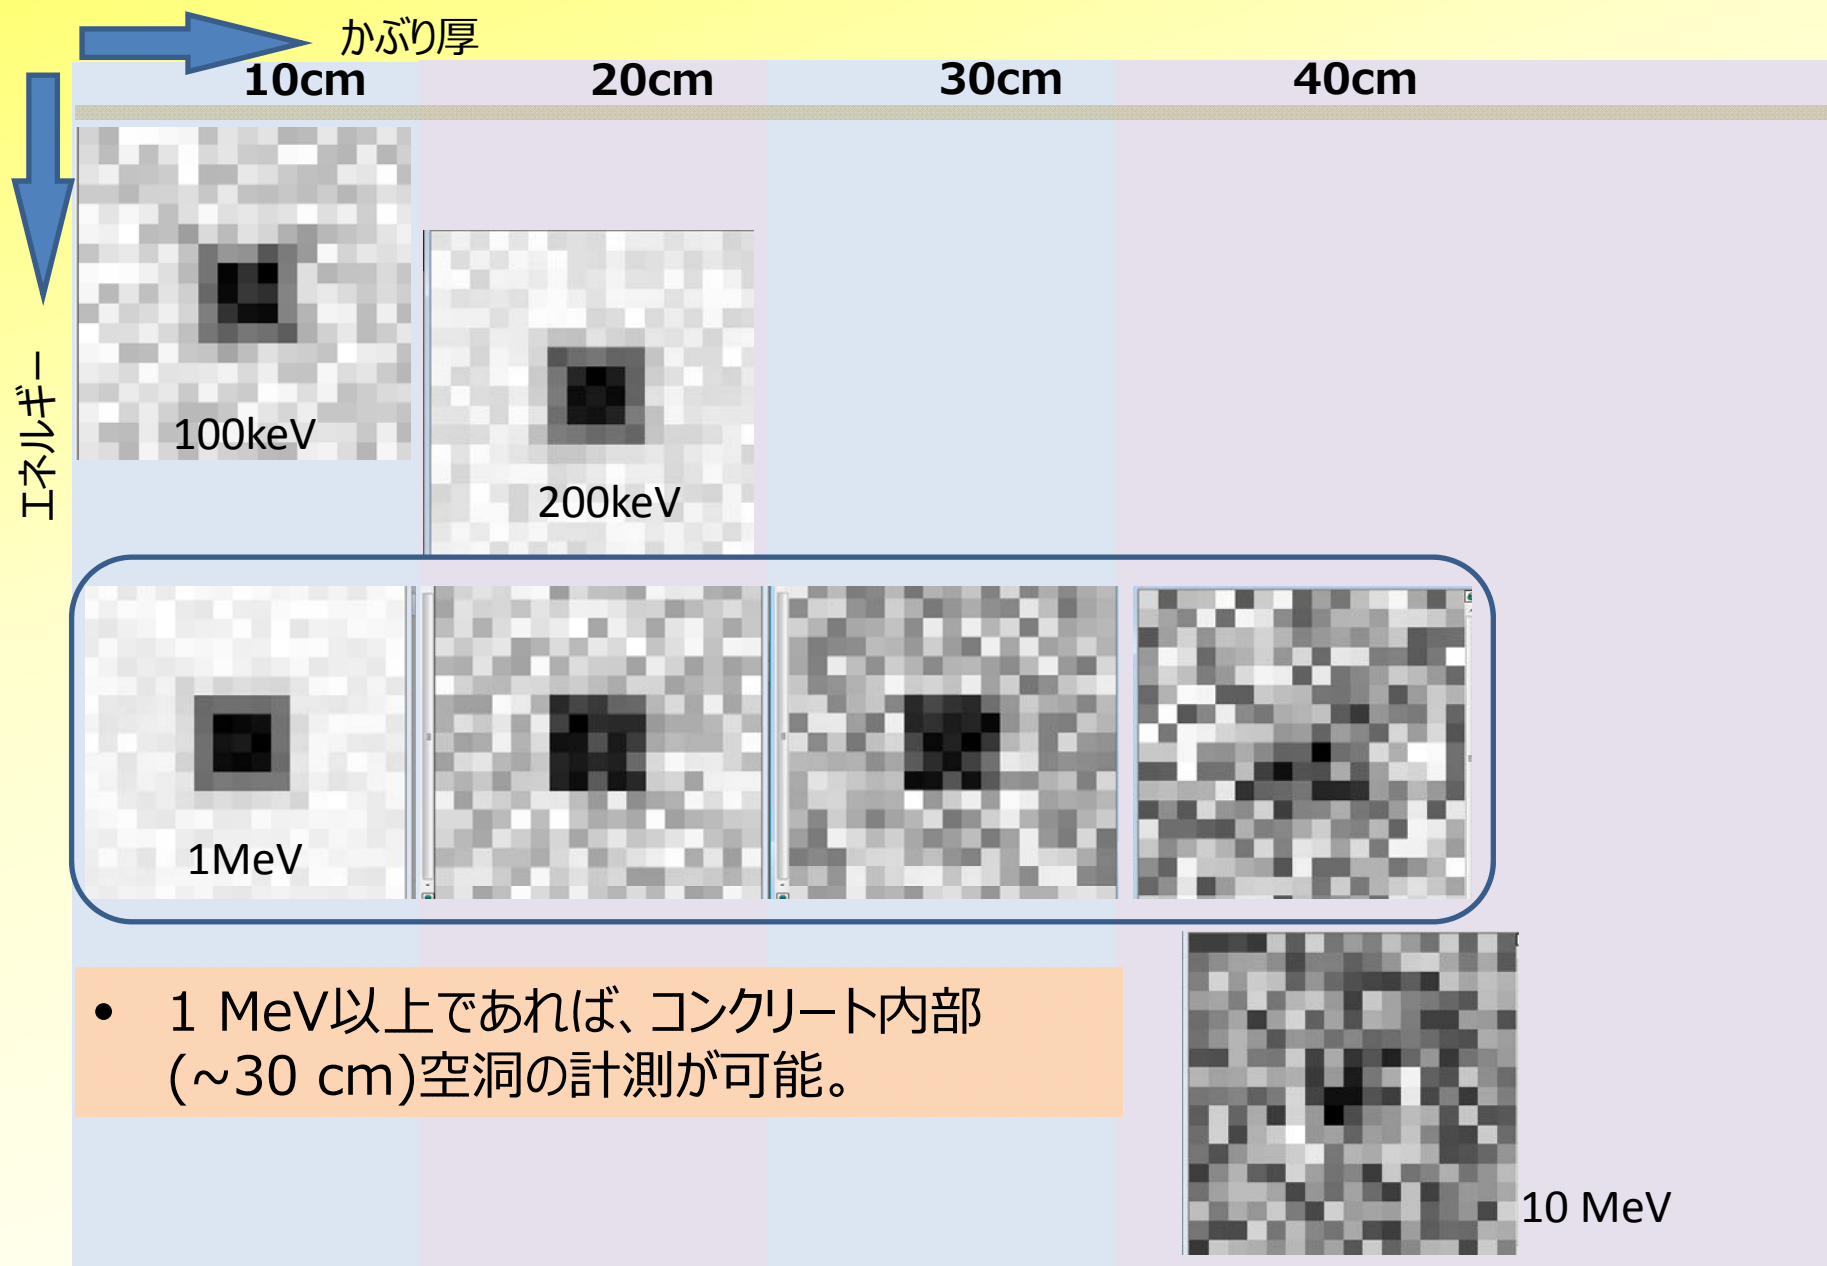 かぶり厚
10cm 20cm 30cm 40cm
エネルギー
100keV
200keV
1MeV
• 1 MeV以上であれば、コンクリート内部
(~30 cm)空洞の計測が可能。
10 MeV